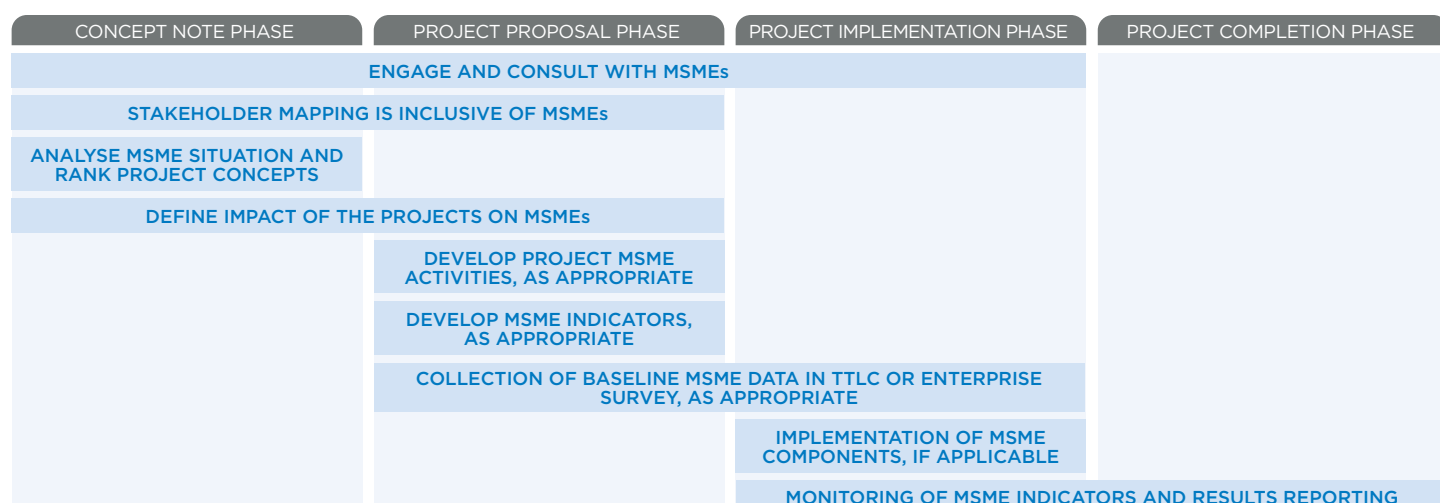 CONCEPT NOTE PHASE
PROJECT PROPOSAL PHASE
PROJECT IMPLEMENTATION PHASE
PROJECT COMPLETION PHASE
ENGAGE AND CONSULT WITH MSMEs
STAKEHOLDER MAPPING IS INCLUSIVE OF MSMEs
ANALYSE MSME SITUATION AND
RANK PROJECT CONCEPTS
DEFINE IMPACT OF THE PROJECTS ON MSMEs
DEVELOP PROJECT MSME
ACTIVITIES, AS APPROPRIATE
DEVELOP MSME INDICATORS,
AS APPROPRIATE
COLLECTION OF BASELINE MSME DATA IN TTLC OR ENTERPRISE
SURVEY, AS APPROPRIATE
IMPLEMENTATION OF MSME
COMPONENTS, IF APPLICABLE
MONITORING OF MSME INDICATORS AND RESULTS REPORTING